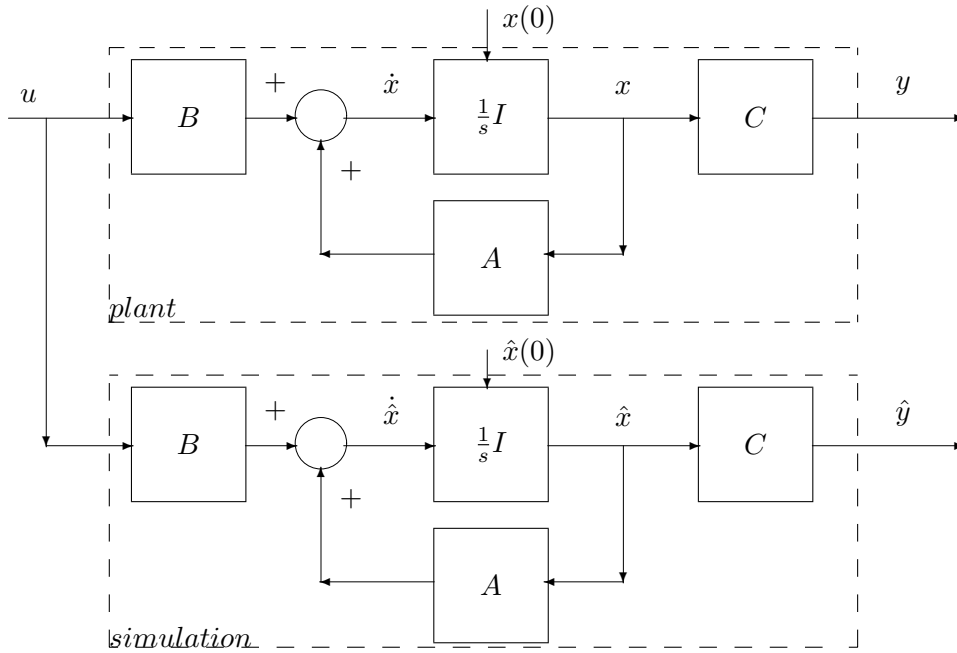 x(0)
u
B
+
ẋ
1/s I
x
C
y
+
A
plant
x̂(0)
B
+
x̂̇
1/s I
x̂
C
ŷ
+
A
simulation